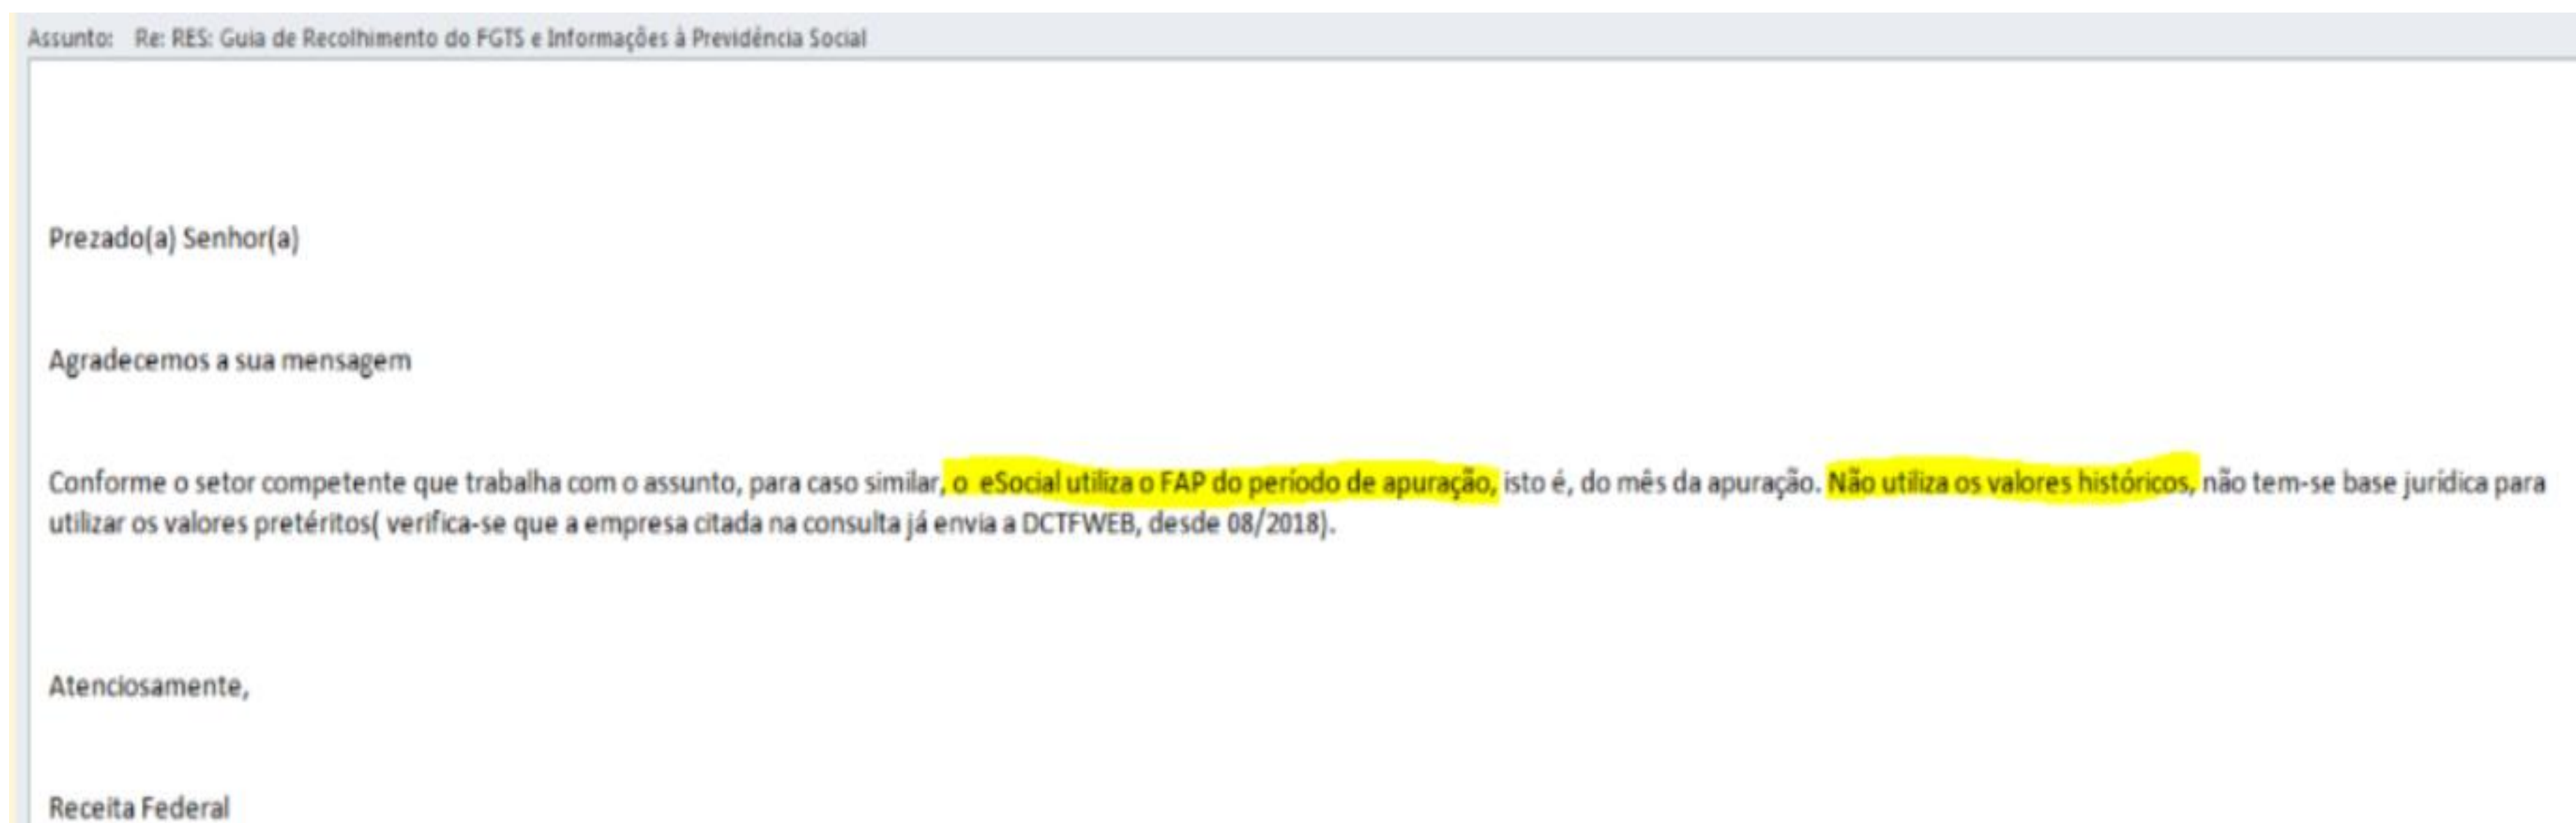 Assunto: Re: RES: Guia de Recolhimento do FGTS e Informações à Previdência Social
Prezado(a) Senhor(a)
Agradecemos a sua mensagem
Conforme o setor competente que trabalha com o assunto, para caso similar, o eSocial utiliza o FAP do período de apuração, isto é, do mês da apuração. Não utiliza os valores históricos, não tem-se base jurídica para
utilizar os valores pretéritos( verifica-se que a empresa citada na consulta já envia a DCTFWEB, desde 08/2018).
Atenciosamente,
Receita Federal